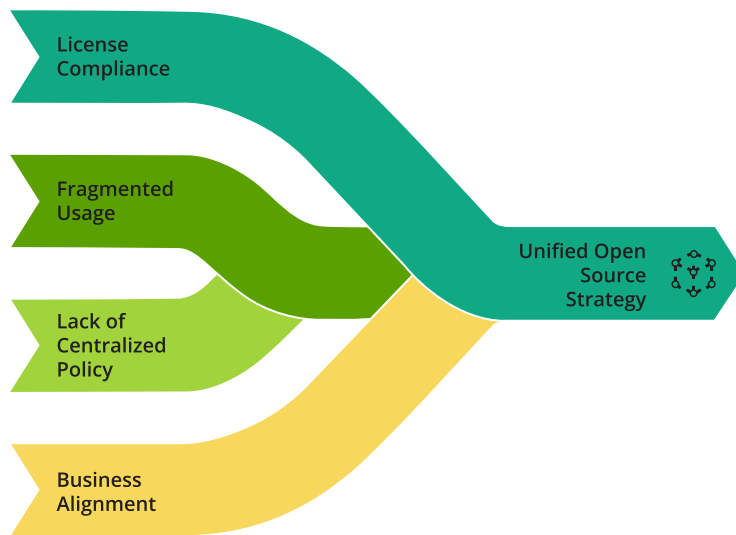 License
Compliance
Fragmented
Usage
Lack of
Centralized
Policy
Business
Alignment
Unified Open
Source
Strategy